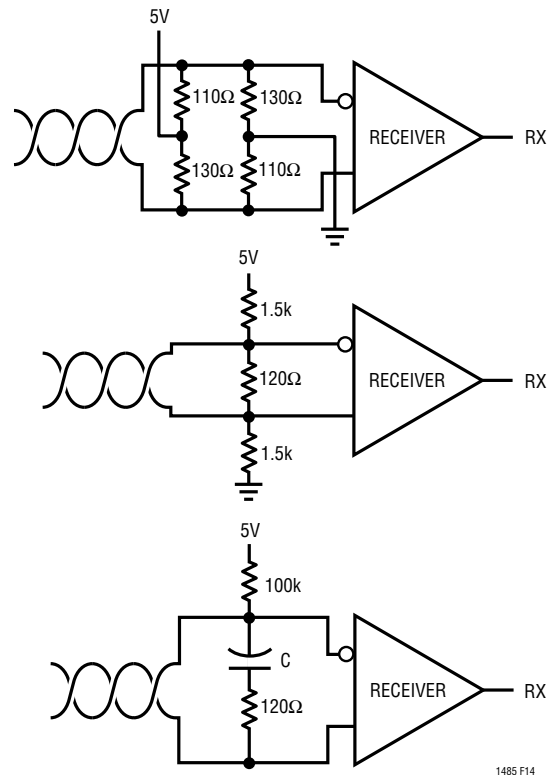 5V
110Ω 130Ω
RECEIVER RX
130Ω 110Ω
5V
1.5k
120Ω RECEIVER RX
1.5k
5V
100k
C
RECEIVER RX
120Ω
1485 F14